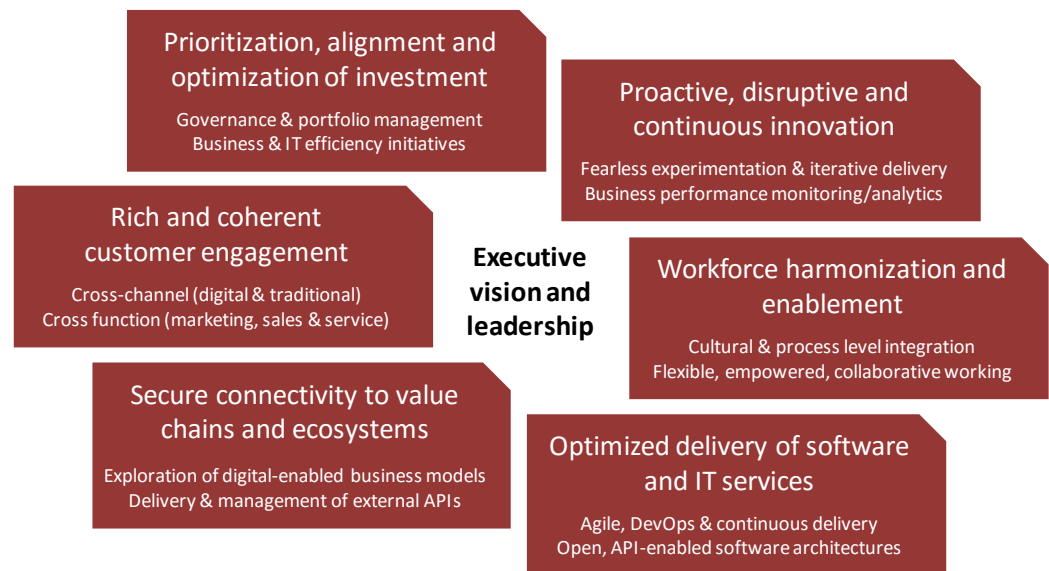 Prioritization, alignment and
optimization of investment
Governance & portfolio management
Business & IT efficiency initiatives
Proactive, disruptive and
continuous innovation
Fearless experimentation & iterative delivery
Business performance monitoring/analytics
Rich and coherent
customer engagement
Cross-channel (digital & traditional)
Cross function (marketing, sales & service)
Executive
vision and
leadership
Workforce harmonization and
enablement
Cultural & process level integration
Flexible, empowered, collaborative working
Secure connectivity to value
chains and ecosystems
Exploration of digital-enabled business models
Delivery & management of external APIs
Optimized delivery of software
and IT services
Agile, DevOps & continuous delivery
Open, API-enabled software architectures